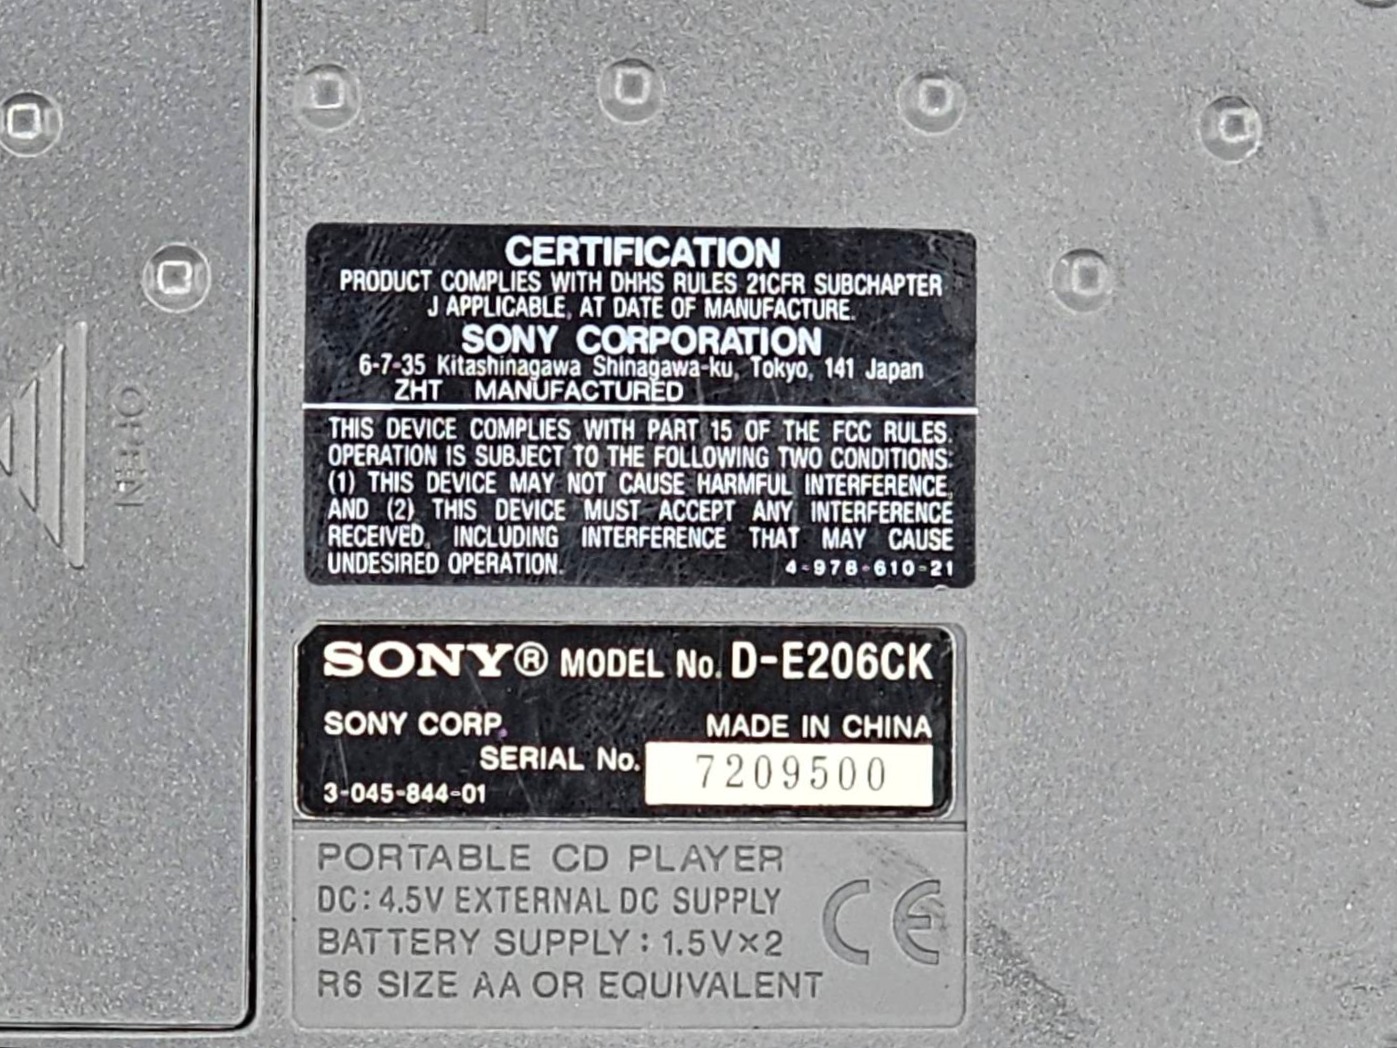 OPEN
CERTIFICATION
PRODUCT COMPLIES WITH DHHS RULES 21CFR SUBCHAPTER
J APPLICABLE, AT DATE OF MANUFACTURE.
SONY CORPORATION
6-7-35 Kitashinagawa Shinagawa-ku, Tokyo, 141 Japan
ZHT MANUFACTURED
THIS DEVICE COMPLIES WITH PART 15 OF THE FCC RULES.
OPERATION IS SUBJECT TO THE FOLLOWING TWO CONDITIONS:
(1) THIS DEVICE MAY NOT CAUSE HARMFUL INTERFERENCE,
AND (2) THIS DEVICE MUST ACCEPT ANY INTERFERENCE
RECEIVED, INCLUDING INTERFERENCE THAT MAY CAUSE
UNDESIRED OPERATION. 4-978-610-21
SONY® MODEL No. D-E206CK
SONY CORP. MADE IN CHINA
SERIAL No. 7209500
3-045-844-01
PORTABLE CD PLAYER
DC: 4.5V EXTERNAL DC SUPPLY
BATTERY SUPPLY: 1.5V×2
R6 SIZE AA OR EQUIVALENT
CE